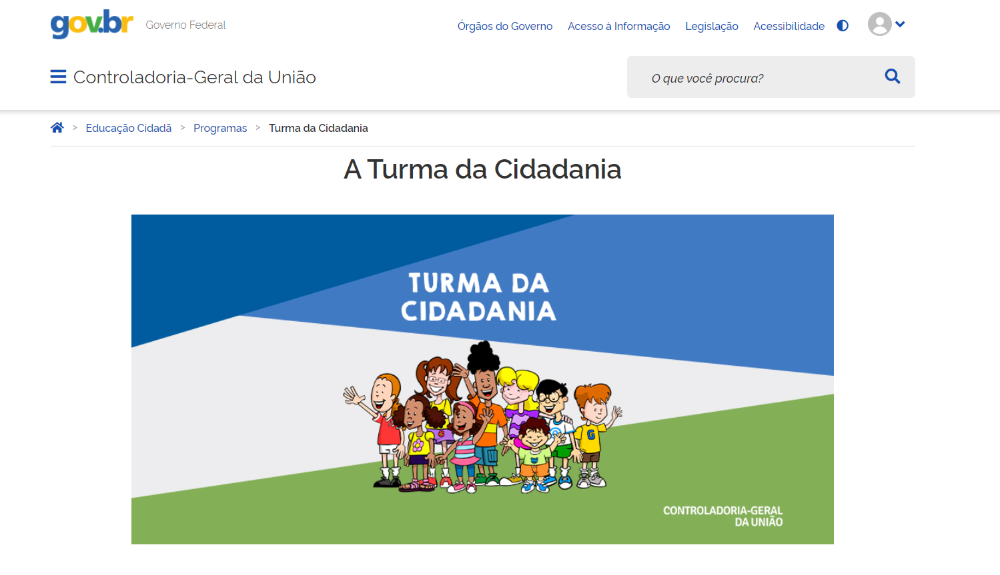 gov.br Governo Federal
Órgãos do Governo Acesso à Informação Legislação Acessibilidade
Controladoria-Geral da União
O que você procura?
> Educação Cidadã > Programas > Turma da Cidadania
A Turma da Cidadania
TURMA DA
CIDADANIA
G
CONTROLADORIA-GERAL
DA UNIÃO